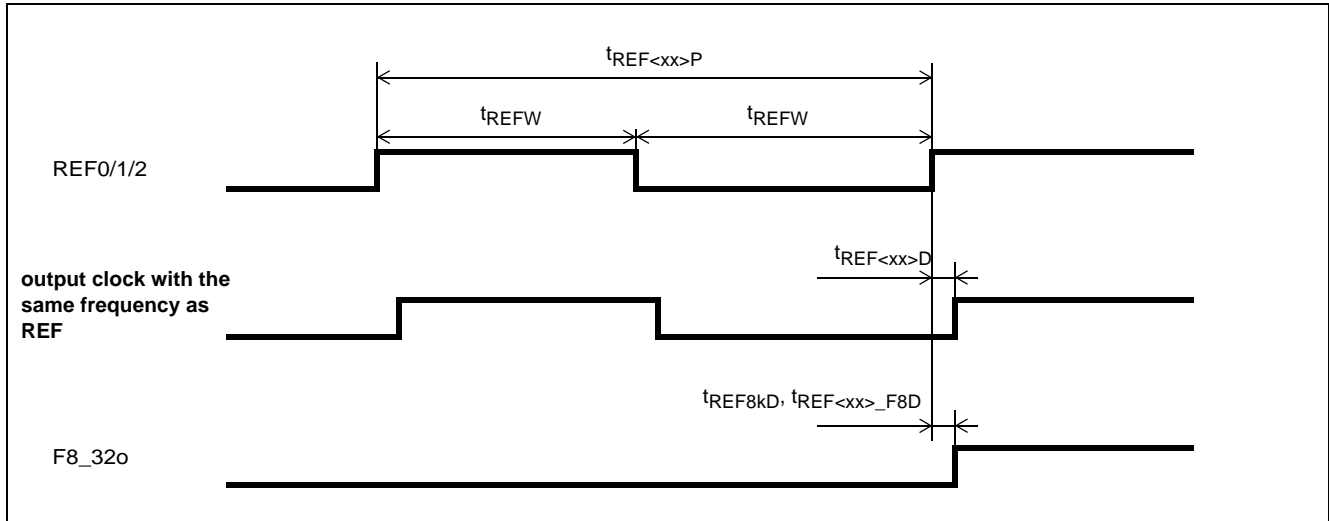 tREF<xx>P
tREFW tREFW
REF0/1/2
tREF<xx>D
output clock with the
same frequency as
REF
tREF8kD, tREF<xx>_F8D
F8_32o